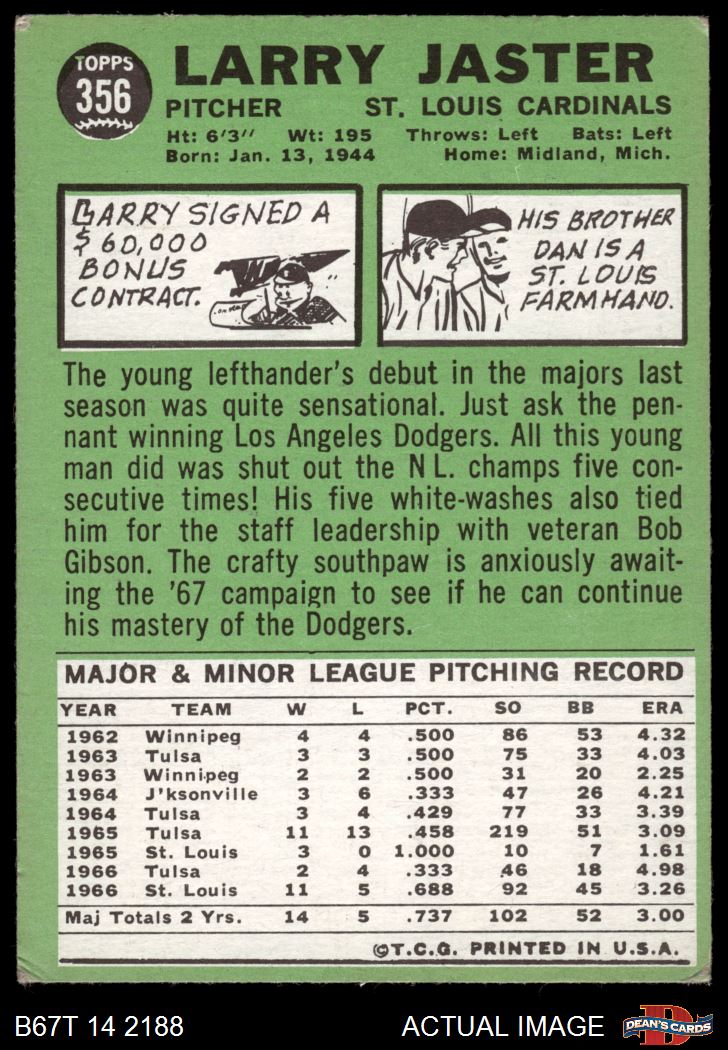 TOPPS
356
LARRY JASTER
PITCHER ST. LOUIS CARDINALS
Ht: 6'3" Wt: 195 Throws: Left Bats: Left
Born: Jan. 13, 1944 Home: Midland, Mich.
LARRY SIGNED A
$60,000
BONUS
CONTRACT.
HIS BROTHER
DAN IS A
ST. LOUIS
FARMHAND.
The young lefthander's debut in the majors last
season was quite sensational. Just ask the pen-
nant winning Los Angeles Dodgers. All this young
man did was shut out the N L. champs five con-
secutive times! His five white-washes also tied
him for the staff leadership with veteran Bob
Gibson. The crafty southpaw is anxiously await-
ing the '67 campaign to see if he can continue
his mastery of the Dodgers.
MAJOR & MINOR LEAGUE PITCHING RECORD
YEAR TEAM W L PCT. SO BB ERA
1962 Winnipeg 4 4 .500 86 53 4.32
1963 Tulsa 3 3 .500 75 33 4.03
1963 Winnipeg 2 2 .500 31 20 2.25
1964 J'ksonville 3 6 .333 47 26 4.21
1964 Tulsa 3 4 .429 77 33 3.39
1965 Tulsa 11 13 .458 219 51 3.09
1965 St. Louis 3 0 1.000 10 7 1.61
1966 Tulsa 2 4 .333 46 18 4.98
1966 St. Louis 11 5 .688 92 45 3.26
Maj Totals 2 Yrs. 14 5 .737 102 52 3.00
©T.C.G. PRINTED IN U.S.A.
B67T 14 2188 ACTUAL IMAGE
D
DEAN'S CARDS